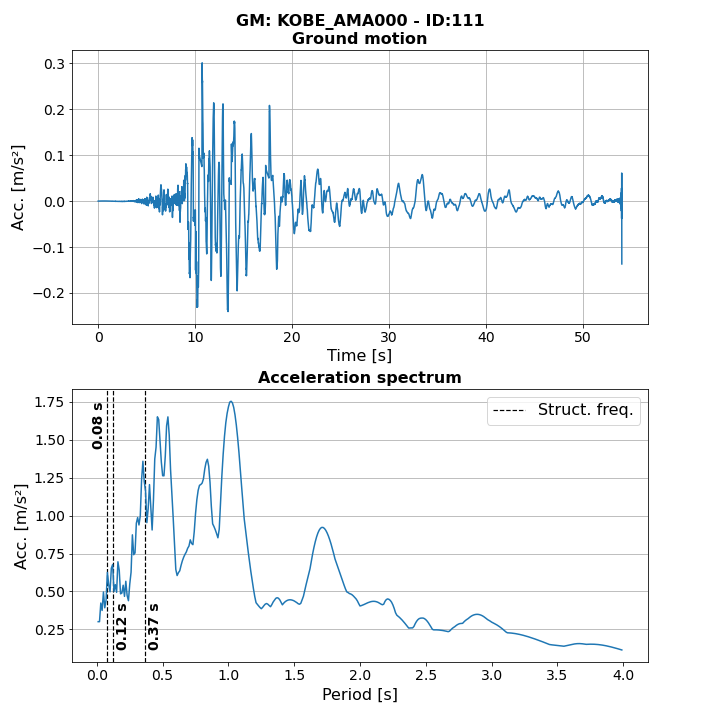 GM: KOBE_AMA000 - ID:111
Ground motion
Acc. [m/s²]
0.3
0.2
0.1
0.0
−0.1
−0.2
0 10 20 30 40 50
Time [s]
Acceleration spectrum
Acc. [m/s²]
1.75
1.50
1.25
1.00
0.75
0.50
0.25
Struct. freq.
0.08 s
0.12 s
0.37 s
0.0 0.5 1.0 1.5 2.0 2.5 3.0 3.5 4.0
Period [s]